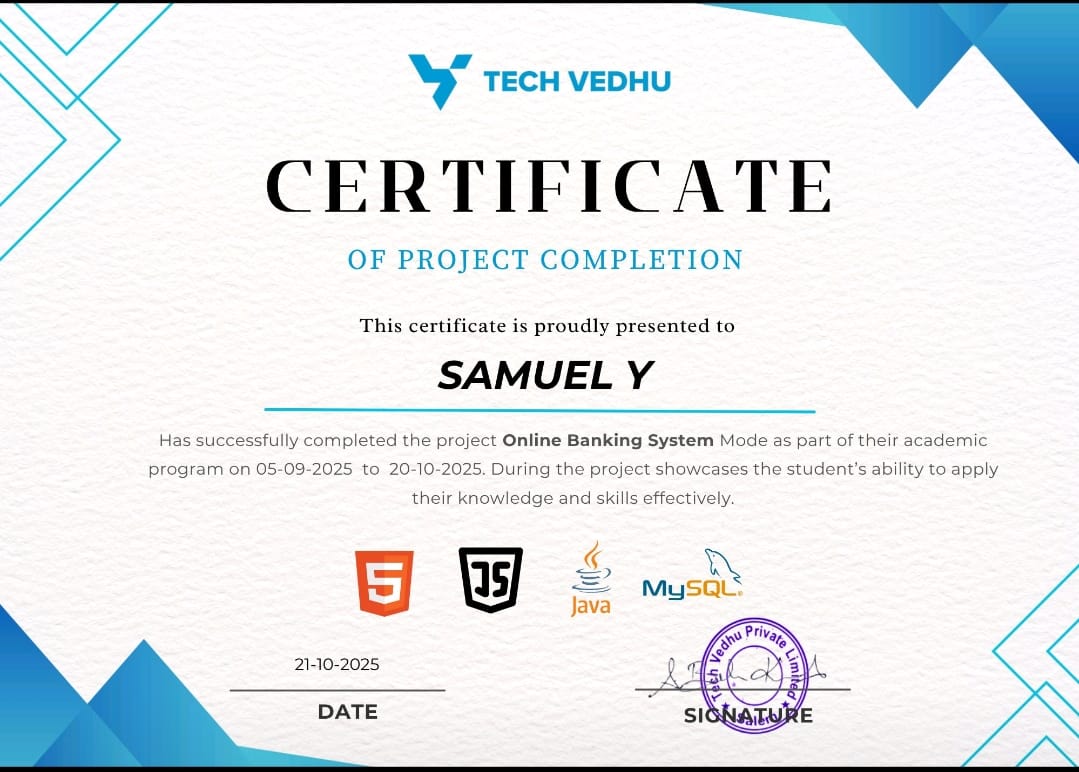 TECH VEDHU
CERTIFICATE
OF PROJECT COMPLETION
This certificate is proudly presented to
SAMUEL Y
Has successfully completed the project Online Banking System Mode as part of their academic
program on 05-09-2025 to 20-10-2025. During the project showcases the student’s ability to apply
their knowledge and skills effectively.
5
JS
Java
MySQL®
21-10-2025
DATE
Tech Vedhu Private Limited
★ Salem ★
SIGNATURE